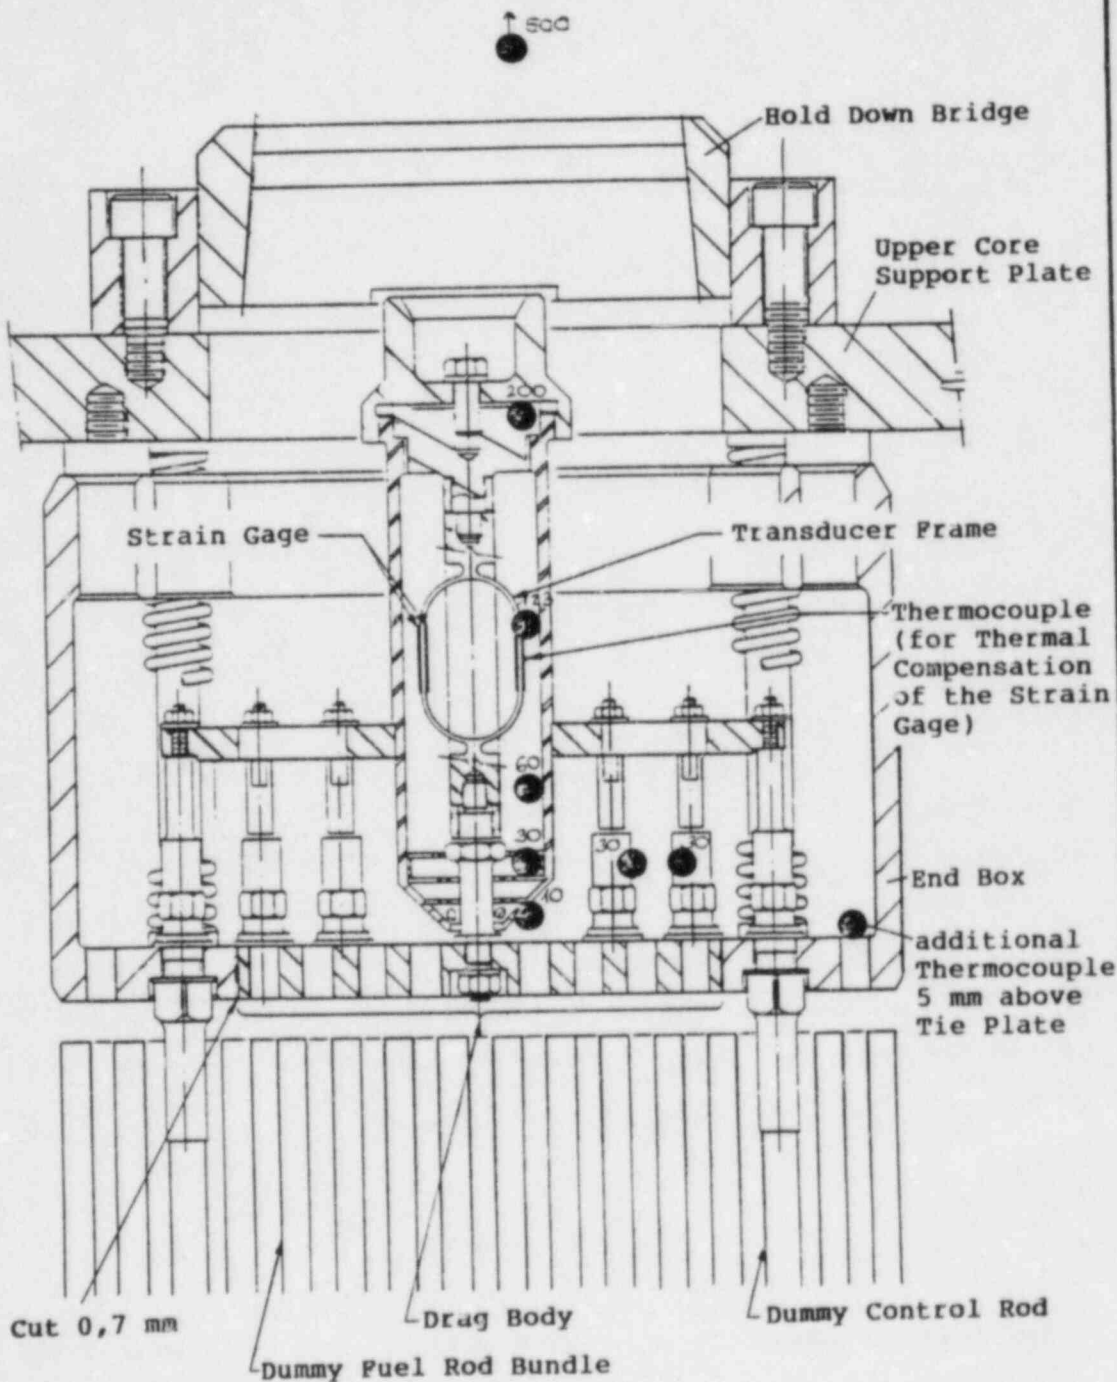 500
Hold Down Bridge
Upper Core
Support Plate
200
Strain Gage
Transducer Frame
Thermocouple
(for Thermal
Compensation
of the Strain
Gage)
60
30
30
10
End Box
additional
Thermocouple
5 mm above
Tie Plate
Cut 0,7 mm
Drag Body
Dummy Control Rod
Dummy Fuel Rod Bundle